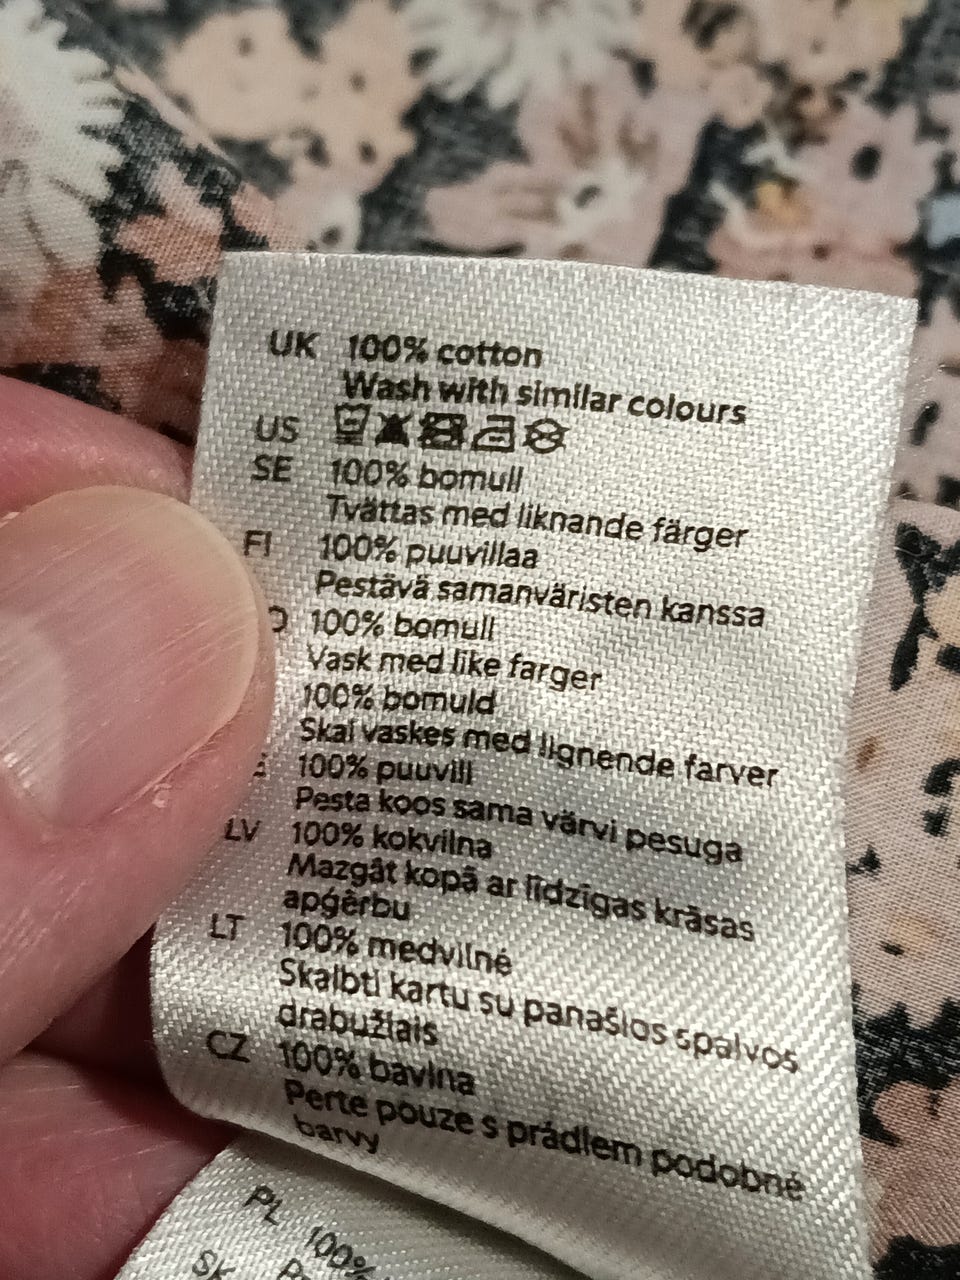 UK 100% cotton
Wash with similar colours
US
SE 100% bomull
Tvättas med liknande färger
FI 100% puuvillaa
Pestävä samanväristen kanssa
100% bomull
Vask med like farger
100% bomuld
Skal vaskes med lignende farver
100% puuvill
Pesta koos sama värvi pesuga
LV 100% kokvilna
Mazgāt kopā ar līdzīgas krāsas
apģērbu
LT 100% medvilnė
Skalbti kartu su panašios spalvos
drabužiais
CZ 100% bavlna
Perte pouze s prádlem podobné
barvy
PL 100%
SK